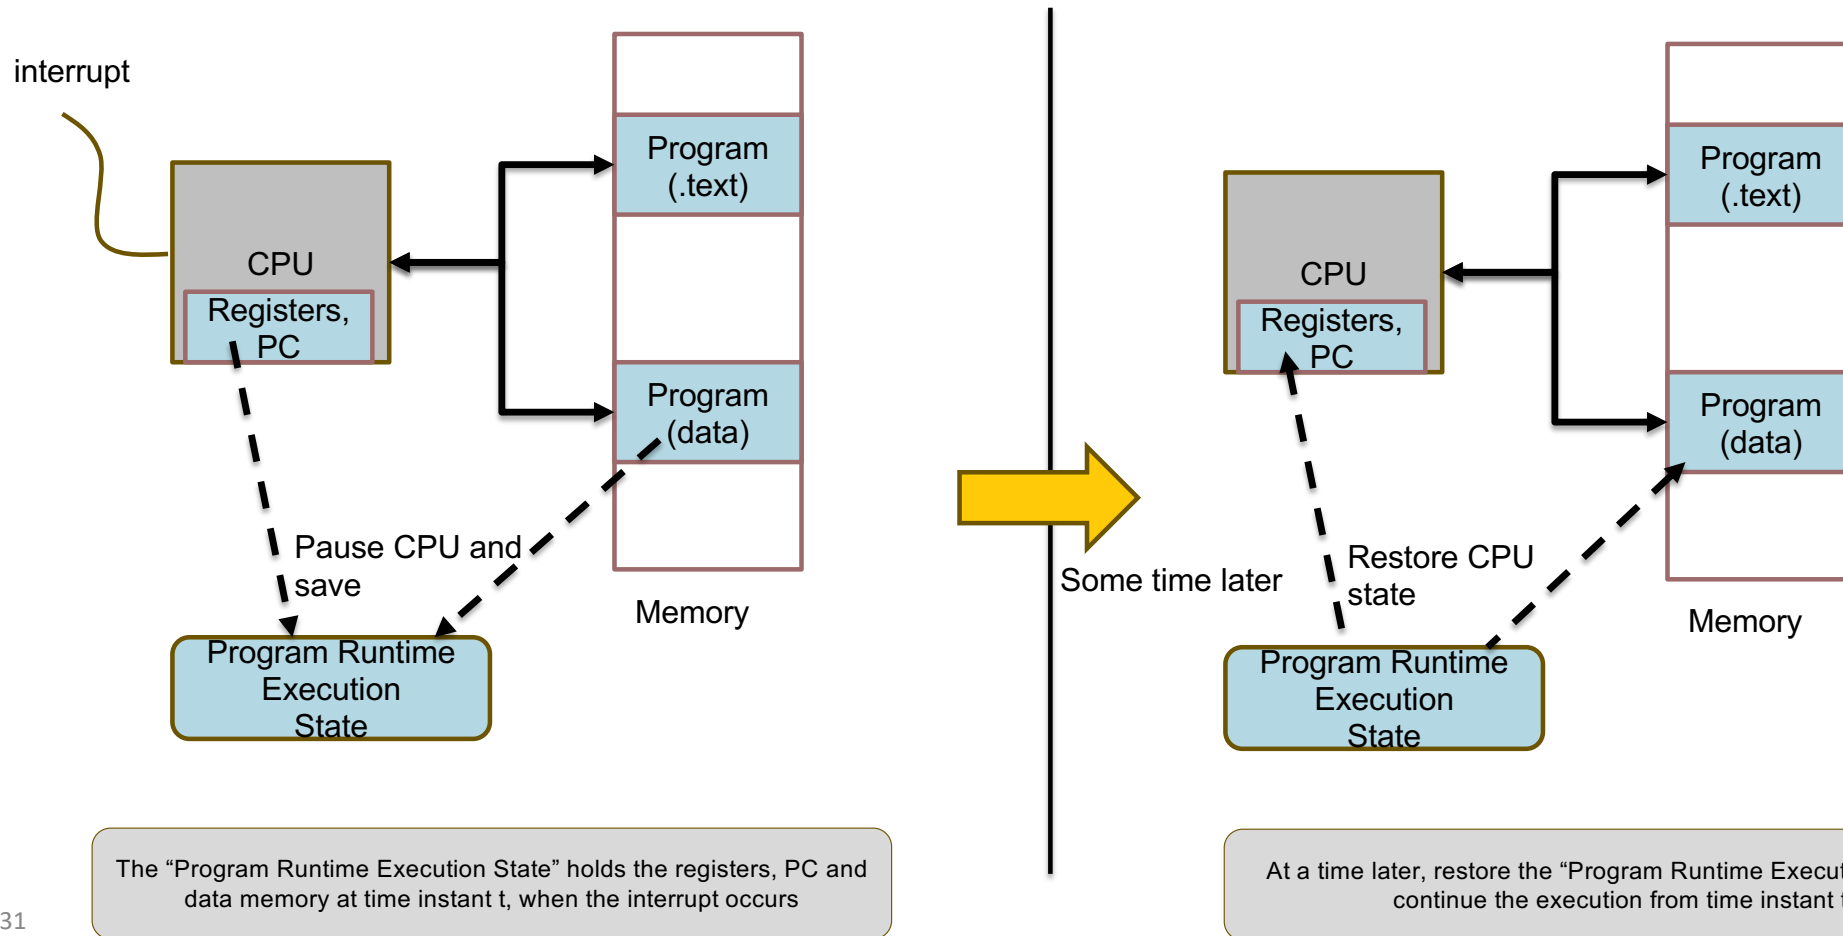 interrupt
CPU
Registers,
PC
Program
(.text)
Program
(data)
Memory
Pause CPU and
save
Program Runtime
Execution
State
The “Program Runtime Execution State” holds the registers, PC and
data memory at time instant t, when the interrupt occurs
31
Some time later
CPU
Registers,
PC
Program
(.text)
Program
(data)
Memory
Restore CPU
state
Program Runtime
Execution
State
At a time later, restore the “Program Runtime Execut
continue the execution from time instant t